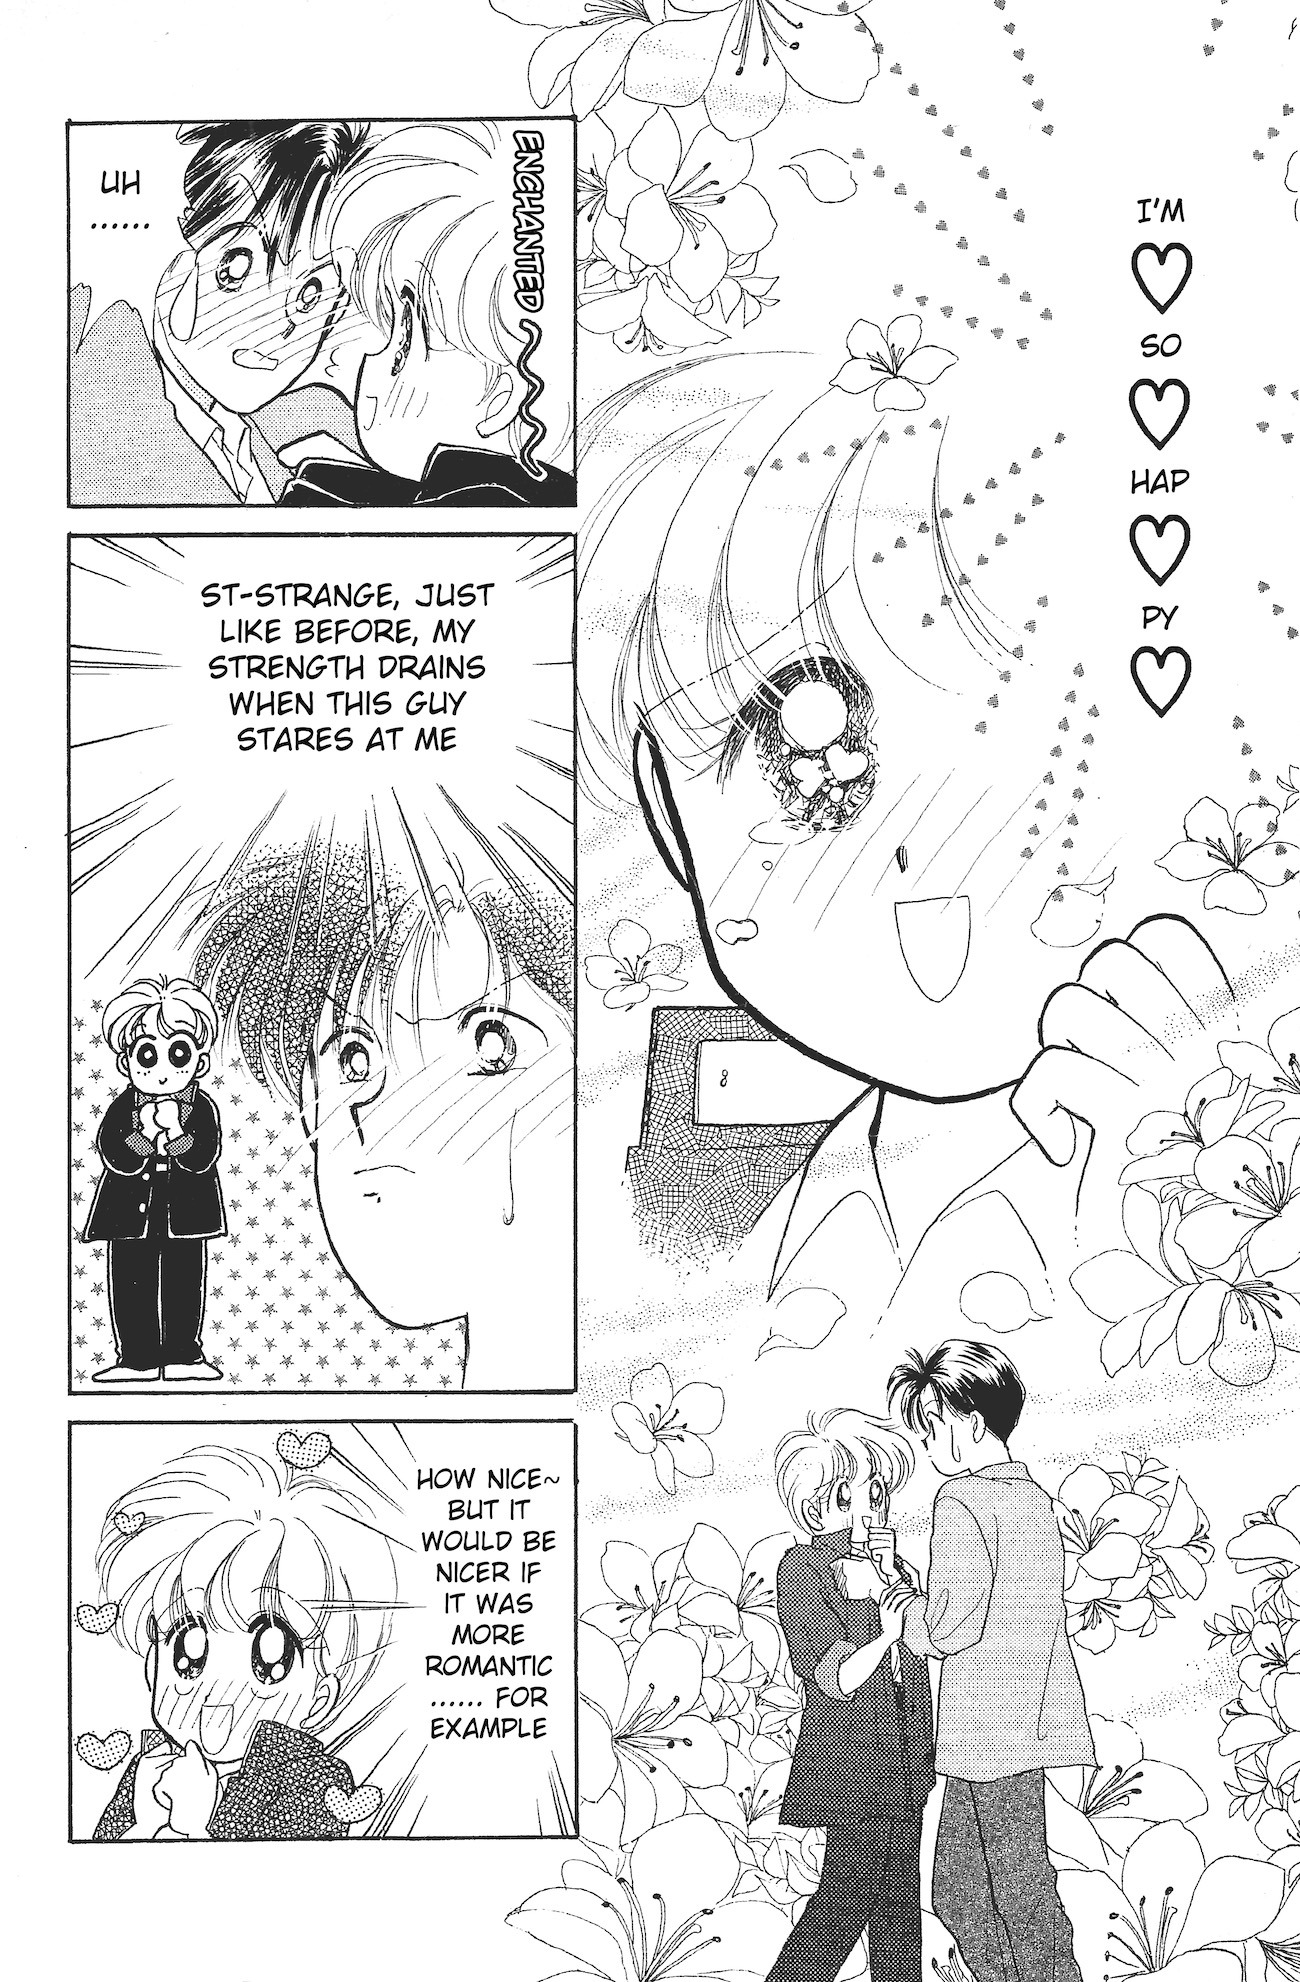 I'M
♡
SO
♡
HAP
♡
PY
♡
ENCHANTED
UH
......
ST-STRANGE, JUST
LIKE BEFORE, MY
STRENGTH DRAINS
WHEN THIS GUY
STARES AT ME
HOW NICE~
BUT IT
WOULD BE
NICER IF
IT WAS
MORE
ROMANTIC
...... FOR
EXAMPLE